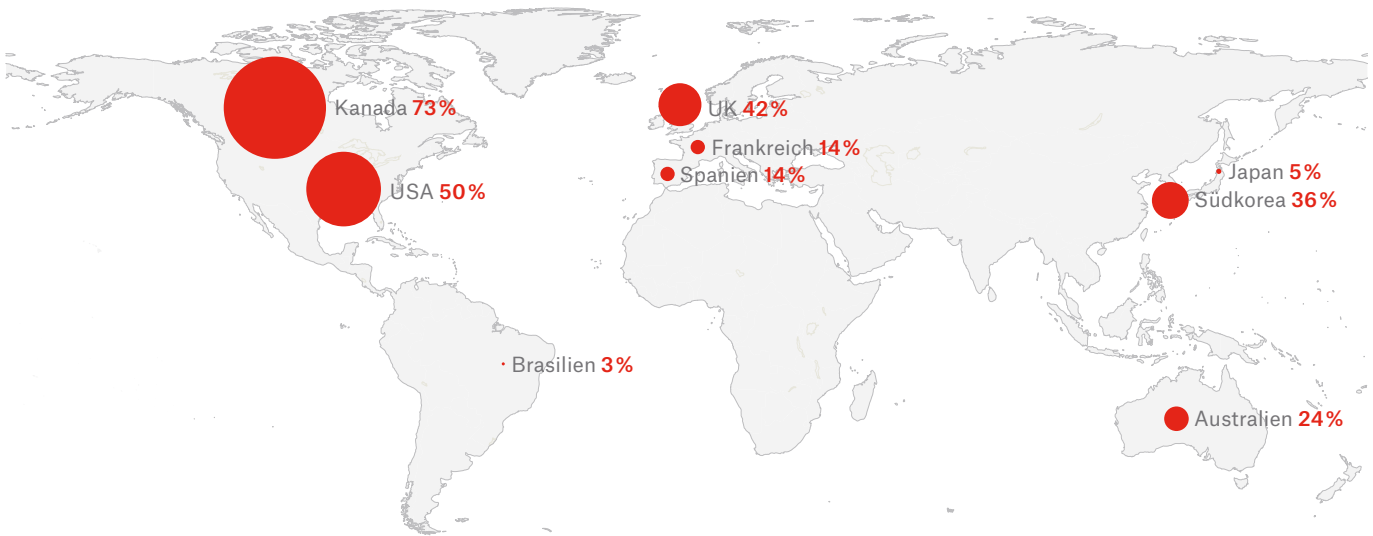 Kanada 73%
UK 42%
Frankreich 14%
Spanien 14%
Japan 5%
USA 50%
Südkorea 36%
Brasilien 3%
Australien 24%